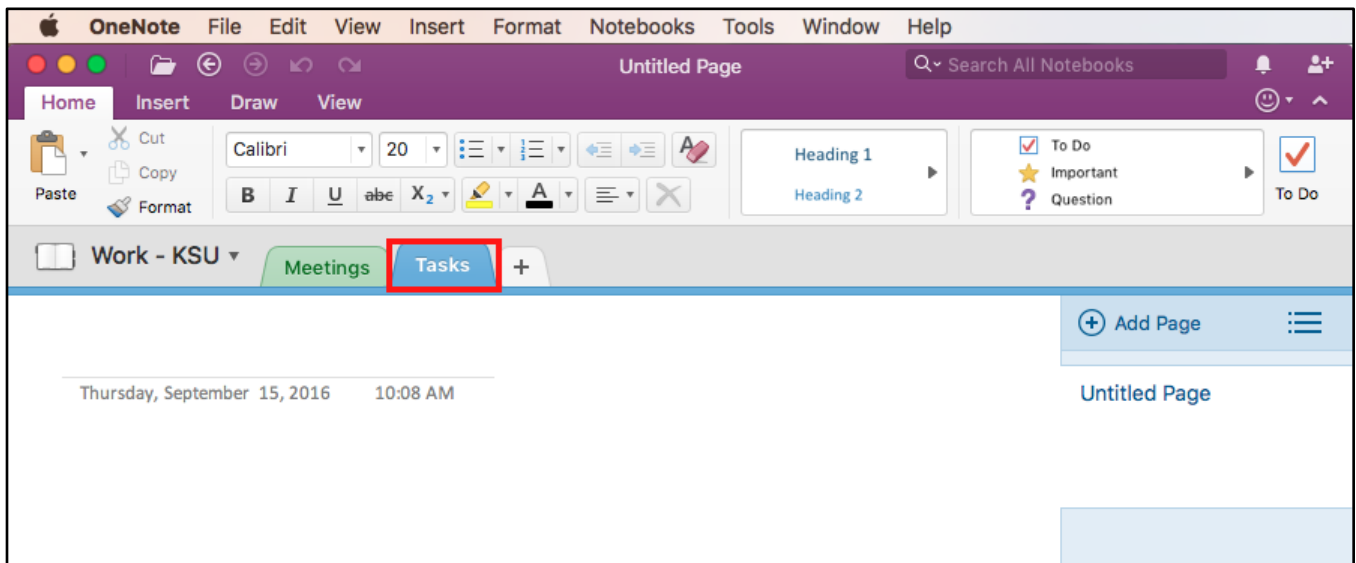 OneNote File Edit View Insert Format Notebooks Tools Window Help
Untitled Page Search All Notebooks
Home Insert Draw View
Cut
Copy
Format
Paste
Calibri 20
B I U abc X₂ A
Heading 1
Heading 2
To Do
Important
Question
To Do
Work - KSU Meetings Tasks +
Add Page
Thursday, September 15, 2016 10:08 AM
Untitled Page